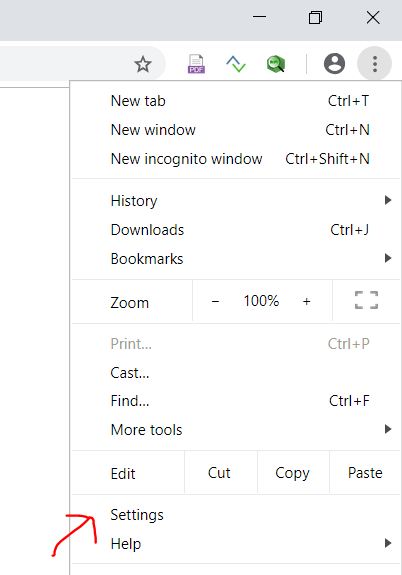 PDF
New tab Ctrl+T
New window Ctrl+N
New incognito window Ctrl+Shift+N
History
Downloads Ctrl+J
Bookmarks
Zoom - 100% +
Print... Ctrl+P
Cast...
Find... Ctrl+F
More tools
Edit Cut Copy Paste
Settings
Help